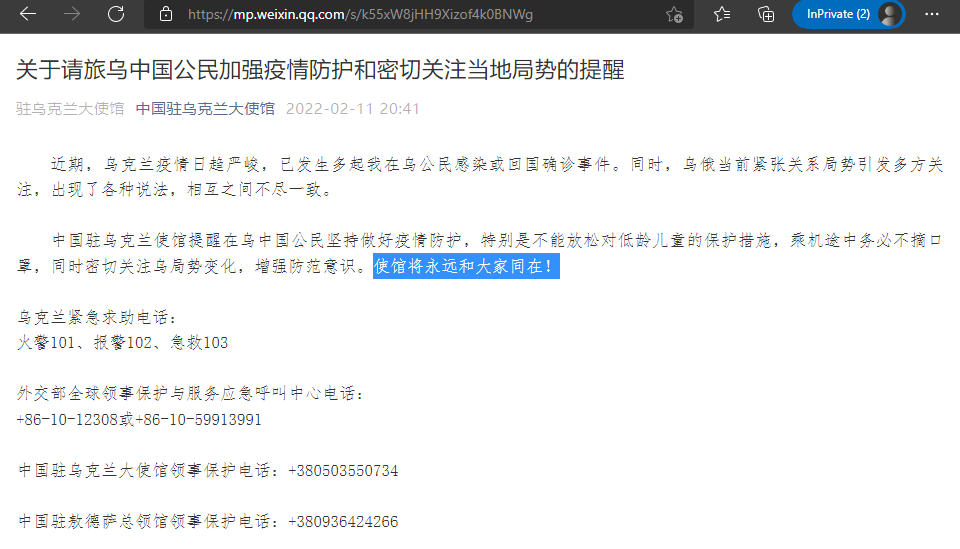 https://mp.weixin.qq.com/s/k55xW8jHH9Xizof4k0BNWg
InPrivate (2)
关于请旅乌中国公民加强疫情防护和密切关注当地局势的提醒
驻乌克兰大使馆 中国驻乌克兰大使馆 2022-02-11 20:41
近期，乌克兰疫情日趋严峻，已发生多起我在乌公民感染或回国确诊事件。同时，乌俄当前紧张关系局势引发多方关
注，出现了各种说法，相互之间不尽一致。
中国驻乌克兰使馆提醒在乌中国公民坚持做好疫情防护，特别是不能放松对低龄儿童的保护措施，乘机途中务必不摘口
罩，同时密切关注乌局势变化，增强防范意识。使馆将永远和大家同在！
乌克兰紧急求助电话：
火警101、报警102、急救103
外交部全球领事保护与服务应急呼叫中心电话：
+86-10-12308或+86-10-59913991
中国驻乌克兰大使馆领事保护电话：+380503550734
中国驻敖德萨总领馆领事保护电话：+380936424266